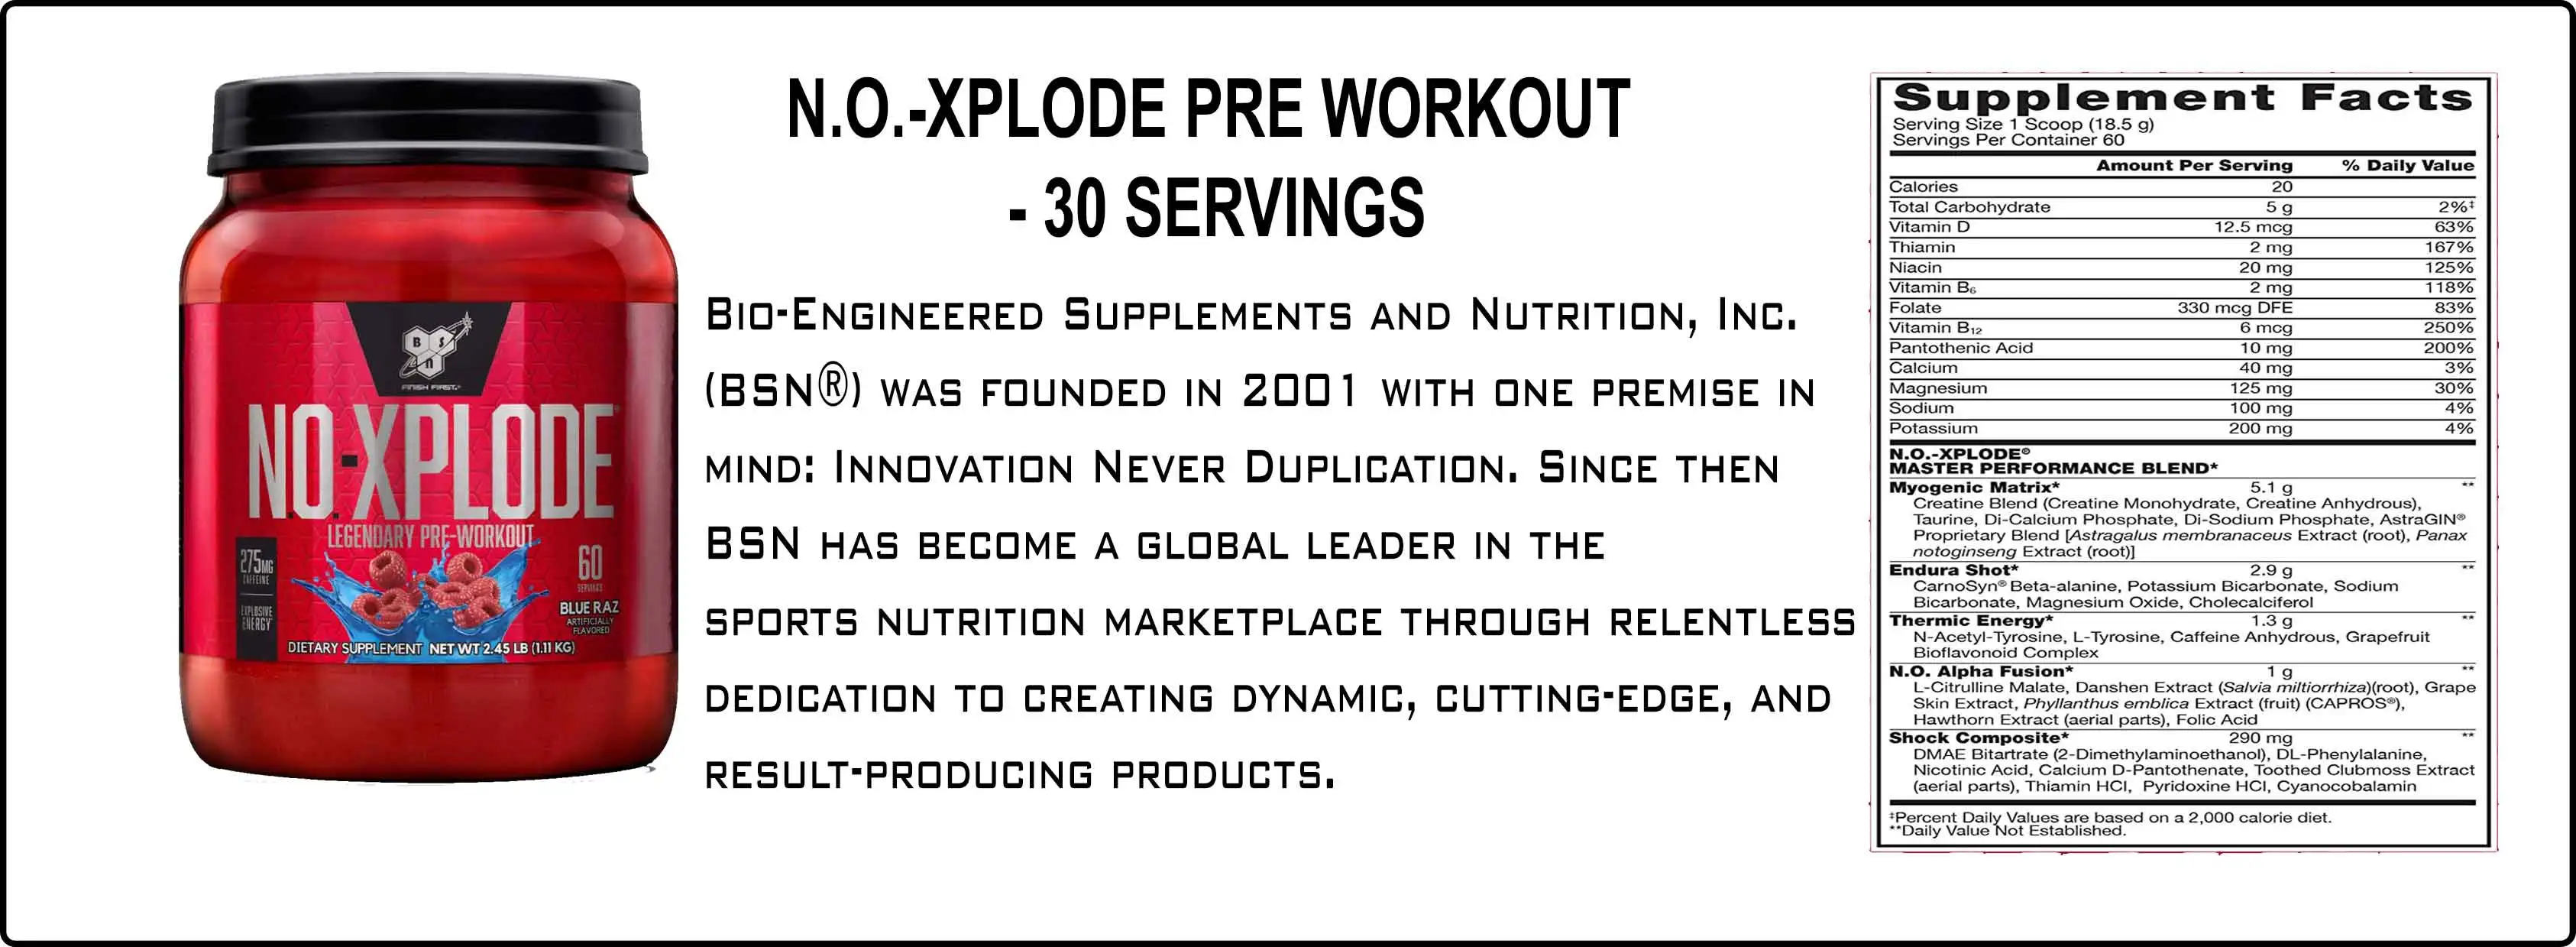 N.O.-XPLODE PRE WORKOUT
- 30 SERVINGS
Bio-Engineered Supplements and Nutrition, Inc.
(BSN®) was founded in 2001 with one premise in
mind: Innovation Never Duplication. Since then
BSN has become a global leader in the
sports nutrition marketplace through relentless
dedication to creating dynamic, cutting-edge, and
result-producing products.
B S
N
FINISH FIRST.
N.O.-XPLODE®
LEGENDARY PRE-WORKOUT
275MG
CAFFEINE
EXPLOSIVE
ENERGY
60
SERVINGS
BLUE RAZ
ARTIFICIALLY
FLAVORED
DIETARY SUPPLEMENT NET WT 2.45 LB (1.11 KG)
Supplement Facts
Serving Size 1 Scoop (18.5 g)
Servings Per Container 60
Amount Per Serving % Daily Value
Calories 20
Total Carbohydrate 5 g 2%‡
Vitamin D 12.5 mcg 63%
Thiamin 2 mg 167%
Niacin 20 mg 125%
Vitamin B₆ 2 mg 118%
Folate 330 mcg DFE 83%
Vitamin B₁₂ 6 mcg 250%
Pantothenic Acid 10 mg 200%
Calcium 40 mg 3%
Magnesium 125 mg 30%
Sodium 100 mg 4%
Potassium 200 mg 4%
N.O.-XPLODE®
MASTER PERFORMANCE BLEND*
Myogenic Matrix* 5.1 g **
Creatine Blend (Creatine Monohydrate, Creatine Anhydrous),
Taurine, Di-Calcium Phosphate, Di-Sodium Phosphate, AstraGIN®
Proprietary Blend [Astragalus membranaceus Extract (root), Panax
notoginseng Extract (root)]
Endura Shot* 2.9 g **
CarnoSyn® Beta-alanine, Potassium Bicarbonate, Sodium
Bicarbonate, Magnesium Oxide, Cholecalciferol
Thermic Energy* 1.3 g **
N-Acetyl-Tyrosine, L-Tyrosine, Caffeine Anhydrous, Grapefruit
Bioflavonoid Complex
N.O. Alpha Fusion* 1 g **
L-Citrulline Malate, Danshen Extract (Salvia miltiorrhiza)(root), Grape
Skin Extract, Phyllanthus emblica Extract (fruit) (CAPROS®),
Hawthorn Extract (aerial parts), Folic Acid
Shock Composite* 290 mg **
DMAE Bitartrate (2-Dimethylaminoethanol), DL-Phenylalanine,
Nicotinic Acid, Calcium D-Pantothenate, Toothed Clubmoss Extract
(aerial parts), Thiamin HCl, Pyridoxine HCl, Cyanocobalamin
‡Percent Daily Values are based on a 2,000 calorie diet.
**Daily Value Not Established.